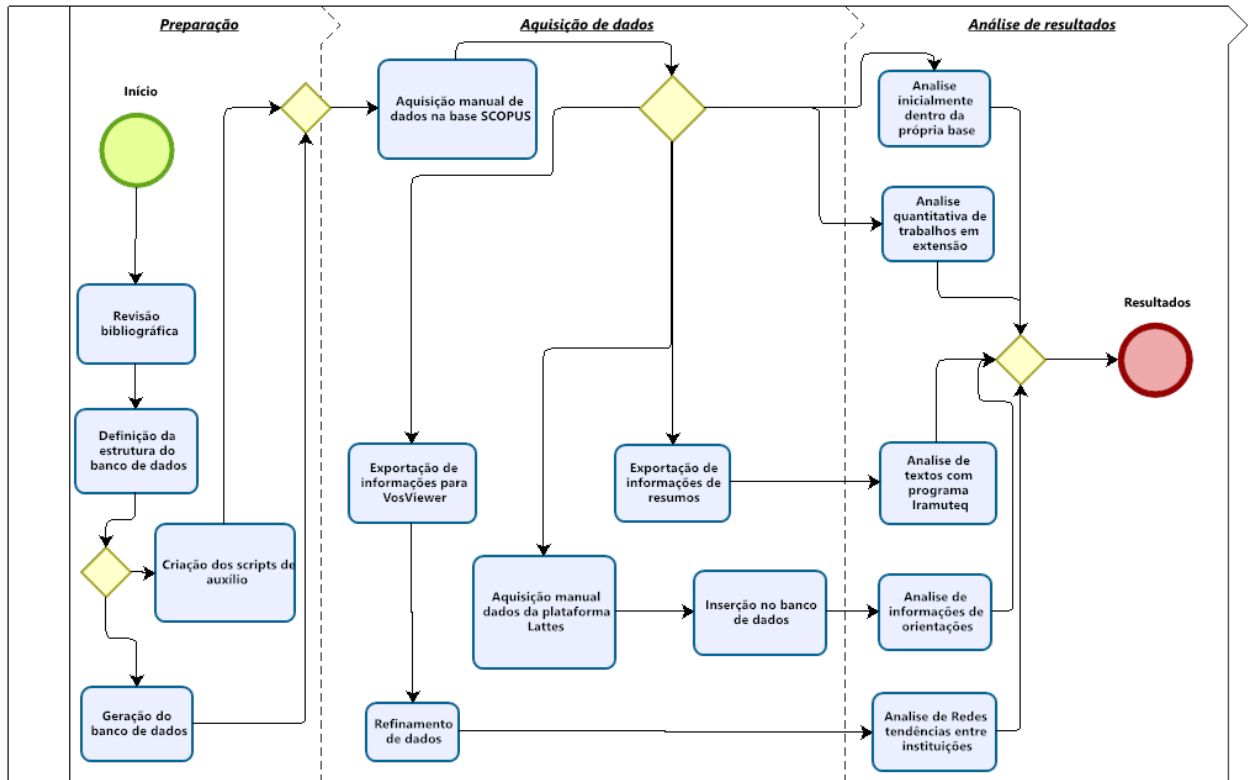 Preparação
Aquisição de dados
Análise de resultados
Início
Aquisição manual de
dados na base SCOPUS
Analise
inicialmente
dentro da
própria base
Analise
quantitativa de
trabalhos em
extensão
Revisão
bibliográfica
Resultados
Definição da
estrutura do
banco de dados
Exportação de
informações para
VosViewer
Exportação de
informações de
resumos
Analise de
textos com
programa
Iramuteq
Criação dos scripts de
auxílio
Aquisição manual
dados da plataforma
Lattes
Inserção no banco
de dados
Analise de
informações de
orientações
Geração do
banco de dados
Refinamento
de dados
Analise de Redes
tendências entre
instituições